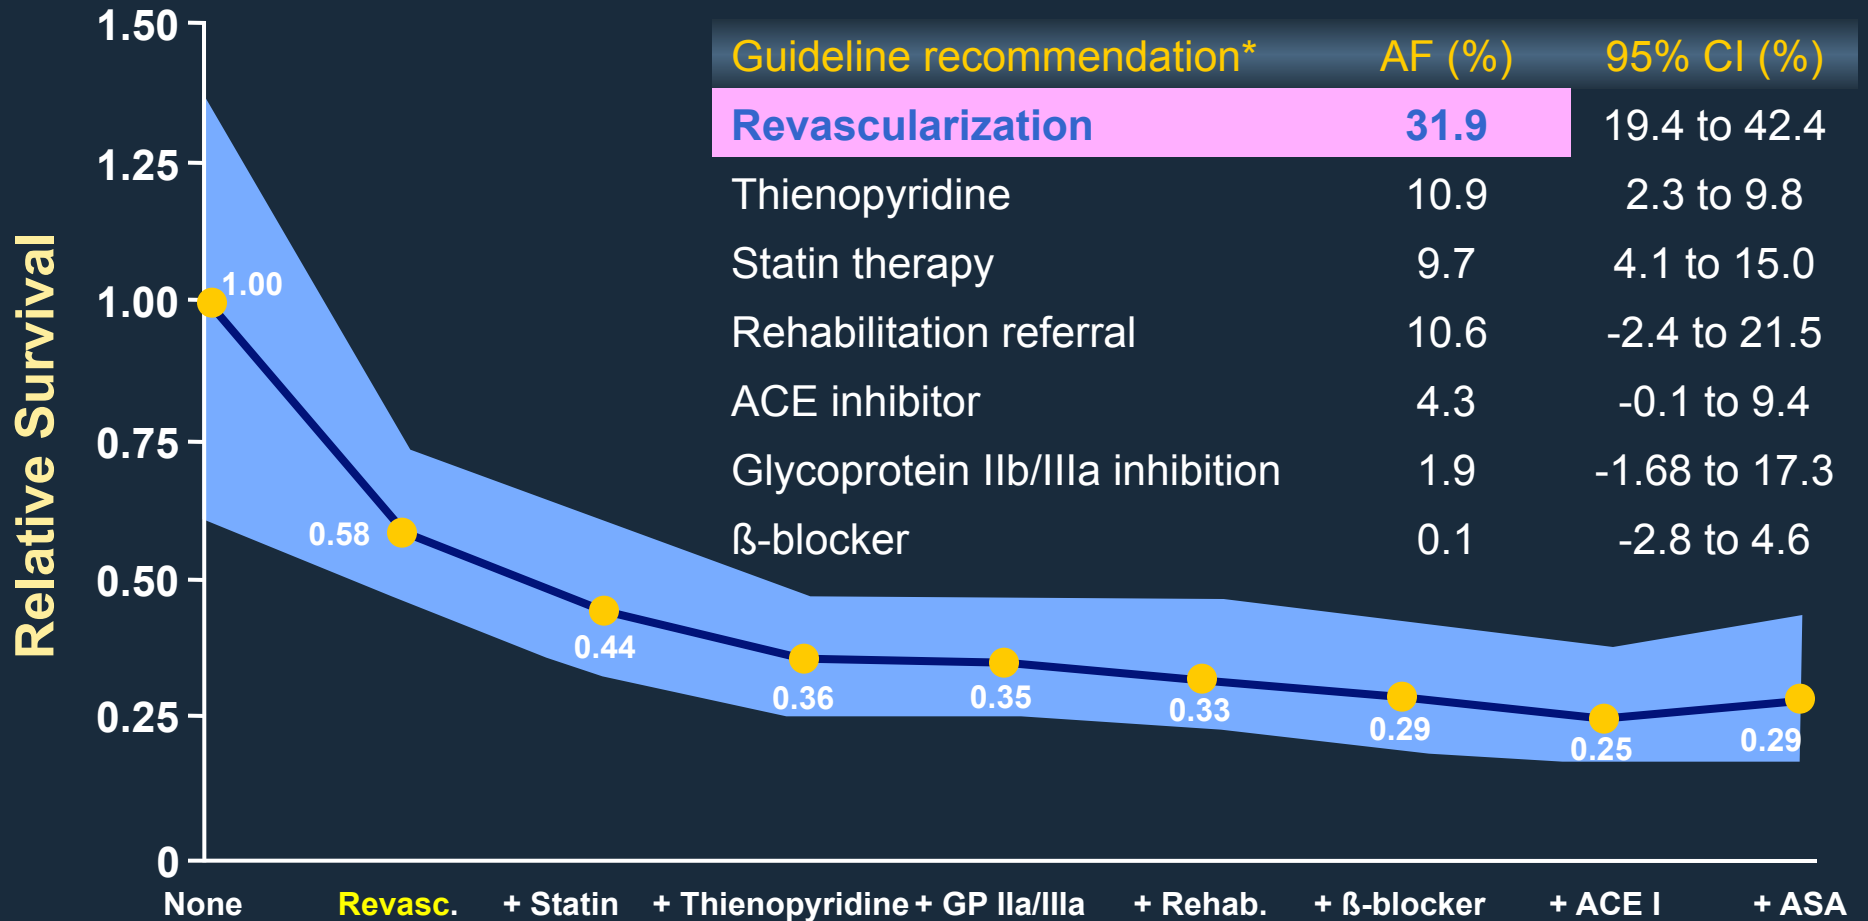 Relative Survival
1.50
1.25
1.00
0.75
0.50
0.25
0
Guideline recommendation* AF (%) 95% CI (%)
Revascularization 31.9 19.4 to 42.4
Thienopyridine 10.9 2.3 to 9.8
Statin therapy 9.7 4.1 to 15.0
Rehabilitation referral 10.6 -2.4 to 21.5
ACE inhibitor 4.3 -0.1 to 9.4
Glycoprotein IIb/IIIa inhibition 1.9 -1.68 to 17.3
ß-blocker 0.1 -2.8 to 4.6
1.00
0.58
0.44
0.36
0.35
0.33
0.29
0.25
0.29
None Revasc. + Statin + Thienopyridine + GP IIa/IIIa + Rehab. + ß-blocker + ACE I + ASA